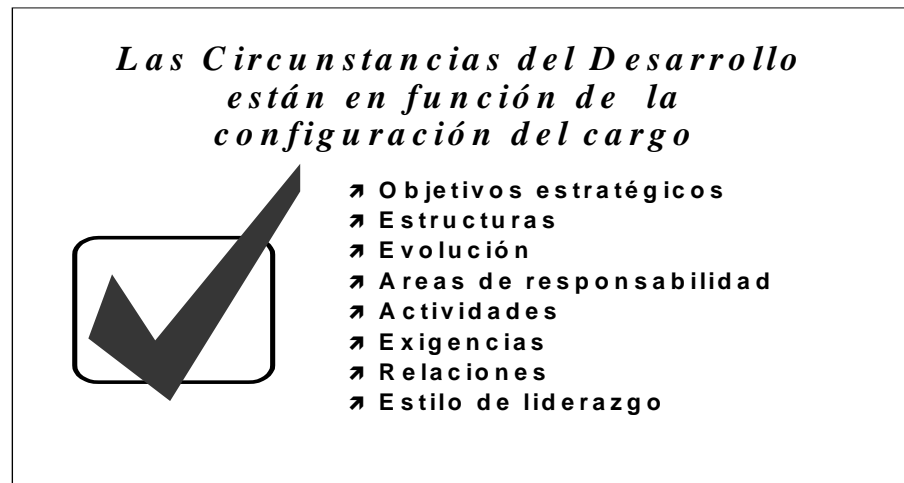 Las Circunstancias del Desarrollo
están en función de la
configuración del cargo
Objetivos estratégicos
Estructuras
Evolución
Areas de responsabilidad
Actividades
Exigencias
Relaciones
Estilo de liderazgo